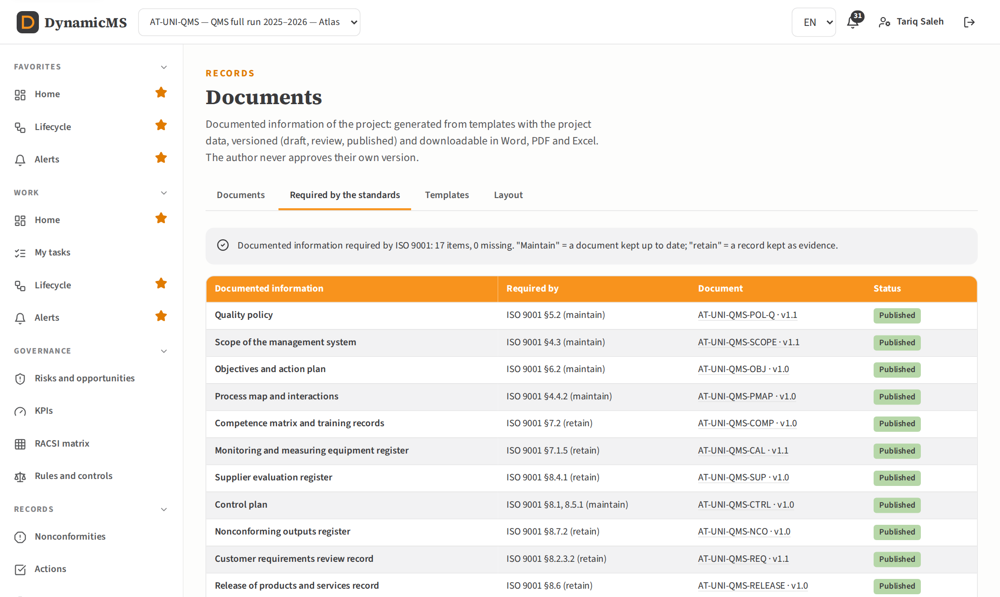 D DynamicMS
AT-UNI-QMS — QMS full run 2025–2026 — Atlas
EN
31
Tariq Saleh
FAVORITES
Home
Lifecycle
Alerts
WORK
Home
My tasks
Lifecycle
Alerts
GOVERNANCE
Risks and opportunities
KPIs
RACSI matrix
Rules and controls
RECORDS
Nonconformities
Actions
RECORDS
Documents
Documented information of the project: generated from templates with the project
data, versioned (draft, review, published) and downloadable in Word, PDF and Excel.
The author never approves their own version.
Documents Required by the standards Templates Layout
Documented information required by ISO 9001: 17 items, 0 missing. "Maintain" = a document kept up to date; "retain" = a record kept as evidence.
Documented information Required by Document Status
Quality policy ISO 9001 §5.2 (maintain) AT-UNI-QMS-POL-Q · v1.1 Published
Scope of the management system ISO 9001 §4.3 (maintain) AT-UNI-QMS-SCOPE · v1.1 Published
Objectives and action plan ISO 9001 §6.2 (maintain) AT-UNI-QMS-OBJ · v1.0 Published
Process map and interactions ISO 9001 §4.4.2 (maintain) AT-UNI-QMS-PMAP · v1.0 Published
Competence matrix and training records ISO 9001 §7.2 (retain) AT-UNI-QMS-COMP · v1.0 Published
Monitoring and measuring equipment register ISO 9001 §7.1.5 (retain) AT-UNI-QMS-CAL · v1.1 Published
Supplier evaluation register ISO 9001 §8.4.1 (retain) AT-UNI-QMS-SUP · v1.0 Published
Control plan ISO 9001 §8.1, 8.5.1 (maintain) AT-UNI-QMS-CTRL · v1.0 Published
Nonconforming outputs register ISO 9001 §8.7.2 (retain) AT-UNI-QMS-NCO · v1.0 Published
Customer requirements review record ISO 9001 §8.2.3.2 (retain) AT-UNI-QMS-REQ · v1.1 Published
Release of products and services record ISO 9001 §8.6 (retain) AT-UNI-QMS-RELEASE · v1.0 Published